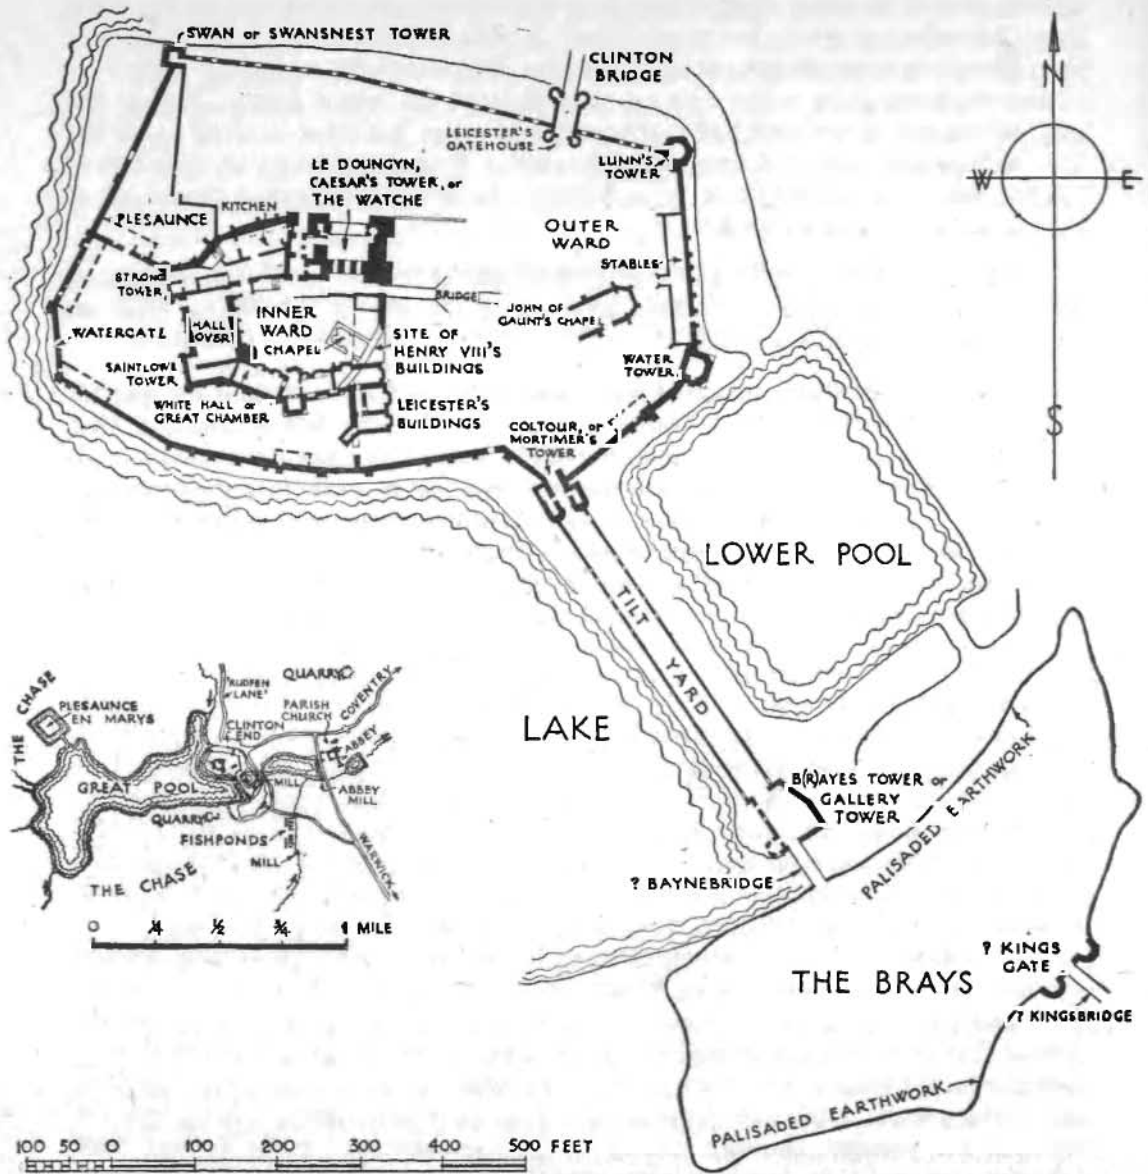 SWAN OR SWANSNEST TOWER
CLINTON
BRIDGE
LEICESTER'S
GATEHOUSE
LUNN'S
TOWER
N
W
E
S
LE DOUNGYN,
CAESAR'S TOWER, or
THE WATCHE
PLESAUNCE
KITCHEN
OUTER
WARD
STABLES
STRONG
TOWER
BRIDGE
JOHN OF
GAUNT'S CHAPEL
WATERGATE
HALL
OVER
INNER
WARD
CHAPEL
SITE OF
HENRY VIII'S
BUILDINGS
SAINTLOWE
TOWER
WATER
TOWER
WHITE HALL or
GREAT CHAMBER
LEICESTER'S
BUILDINGS
COLTOUR, or
MORTIMER'S
TOWER
LOWER POOL
TILT YARD
LAKE
B(R)AYES TOWER or
GALLERY
TOWER
PALISADED EARTHWORK
? BAYNEBRIDGE
THE BRAYS
? KINGS
GATE
? KINGSBRIDGE
PALISADED EARTHWORK
THE CHASE
PLESAUNCE
EN MARYS
'RUDFEN
LANE'
QUARRY
PARISH
CHURCH
COVENTRY
CLINTON
END
ABBEY
GREAT POOL
MILL
ABBEY
MILL
QUARRY
FISHPONDS
MILL
WARWICK
THE CHASE
0 ¼ ½ ¾ 1 MILE
100 50 0 100 200 300 400 500 FEET